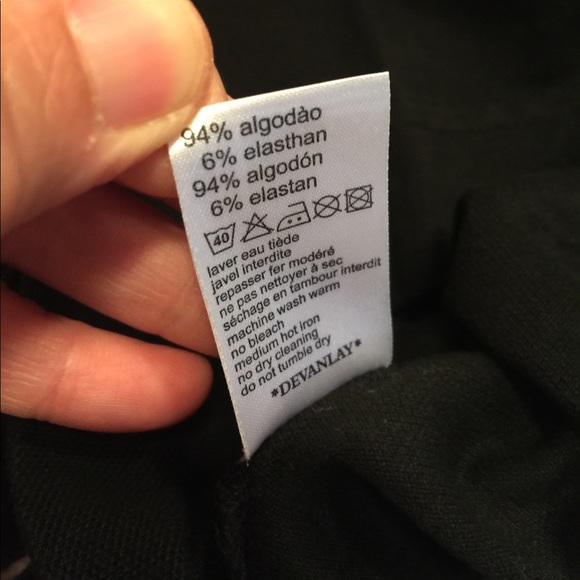 94% algodào
6% elasthan
94% algodón
6% elastan
40
laver eau tiède
javel interdite
repasser fer modéré
ne pas nettoyer à sec
séchage en tambour interdit
machine wash warm
no bleach
medium hot iron
no dry cleaning
do not tumble dry
*DEVANLAY*